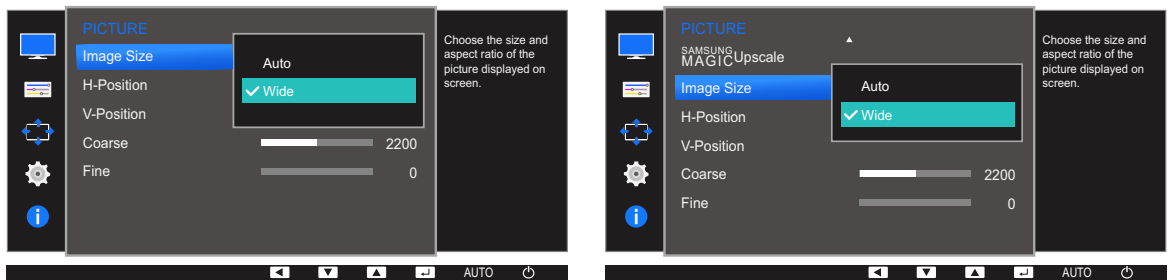 PICTURE
Image Size
H-Position
V-Position
Coarse
2200
Fine
0
Auto
Wide
Choose the size and
aspect ratio of the
picture displayed on
screen.
AUTO
PICTURE
SAMSUNG
MAGICUpscale
Image Size
H-Position
V-Position
Coarse
2200
Fine
0
Auto
Wide
Choose the size and
aspect ratio of the
picture displayed on
screen.
AUTO